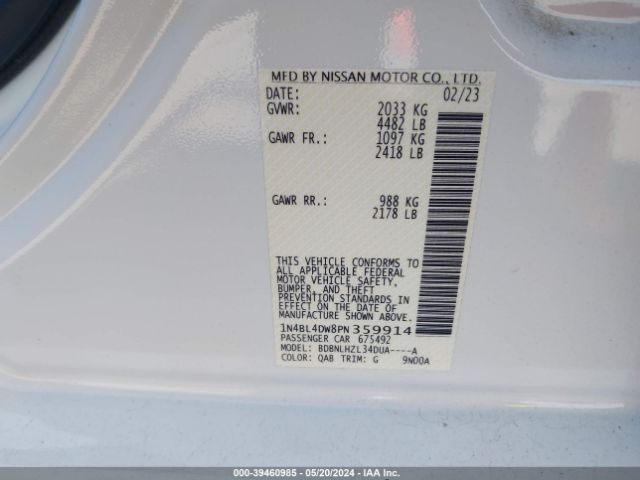 MFD BY NISSAN MOTOR CO., LTD.
DATE: 02/23
GVWR: 2033 KG
4482 LB
GAWR FR.: 1097 KG
2418 LB
GAWR RR.: 988 KG
2178 LB
THIS VEHICLE CONFORMS TO
ALL APPLICABLE FEDERAL
MOTOR VEHICLE SAFETY,
BUMPER, AND THEFT
PREVENTION STANDARDS IN
EFFECT ON THE DATE OF
MANUFACTURE SHOWN ABOVE.
1N4BL4DW8PN359914
PASSENGER CAR 675492
MODEL: BDBNLHZL34DUA----A
COLOR: QAB TRIM: G 9N00A
000-39460985 - 05/20/2024 - IAAI.COM